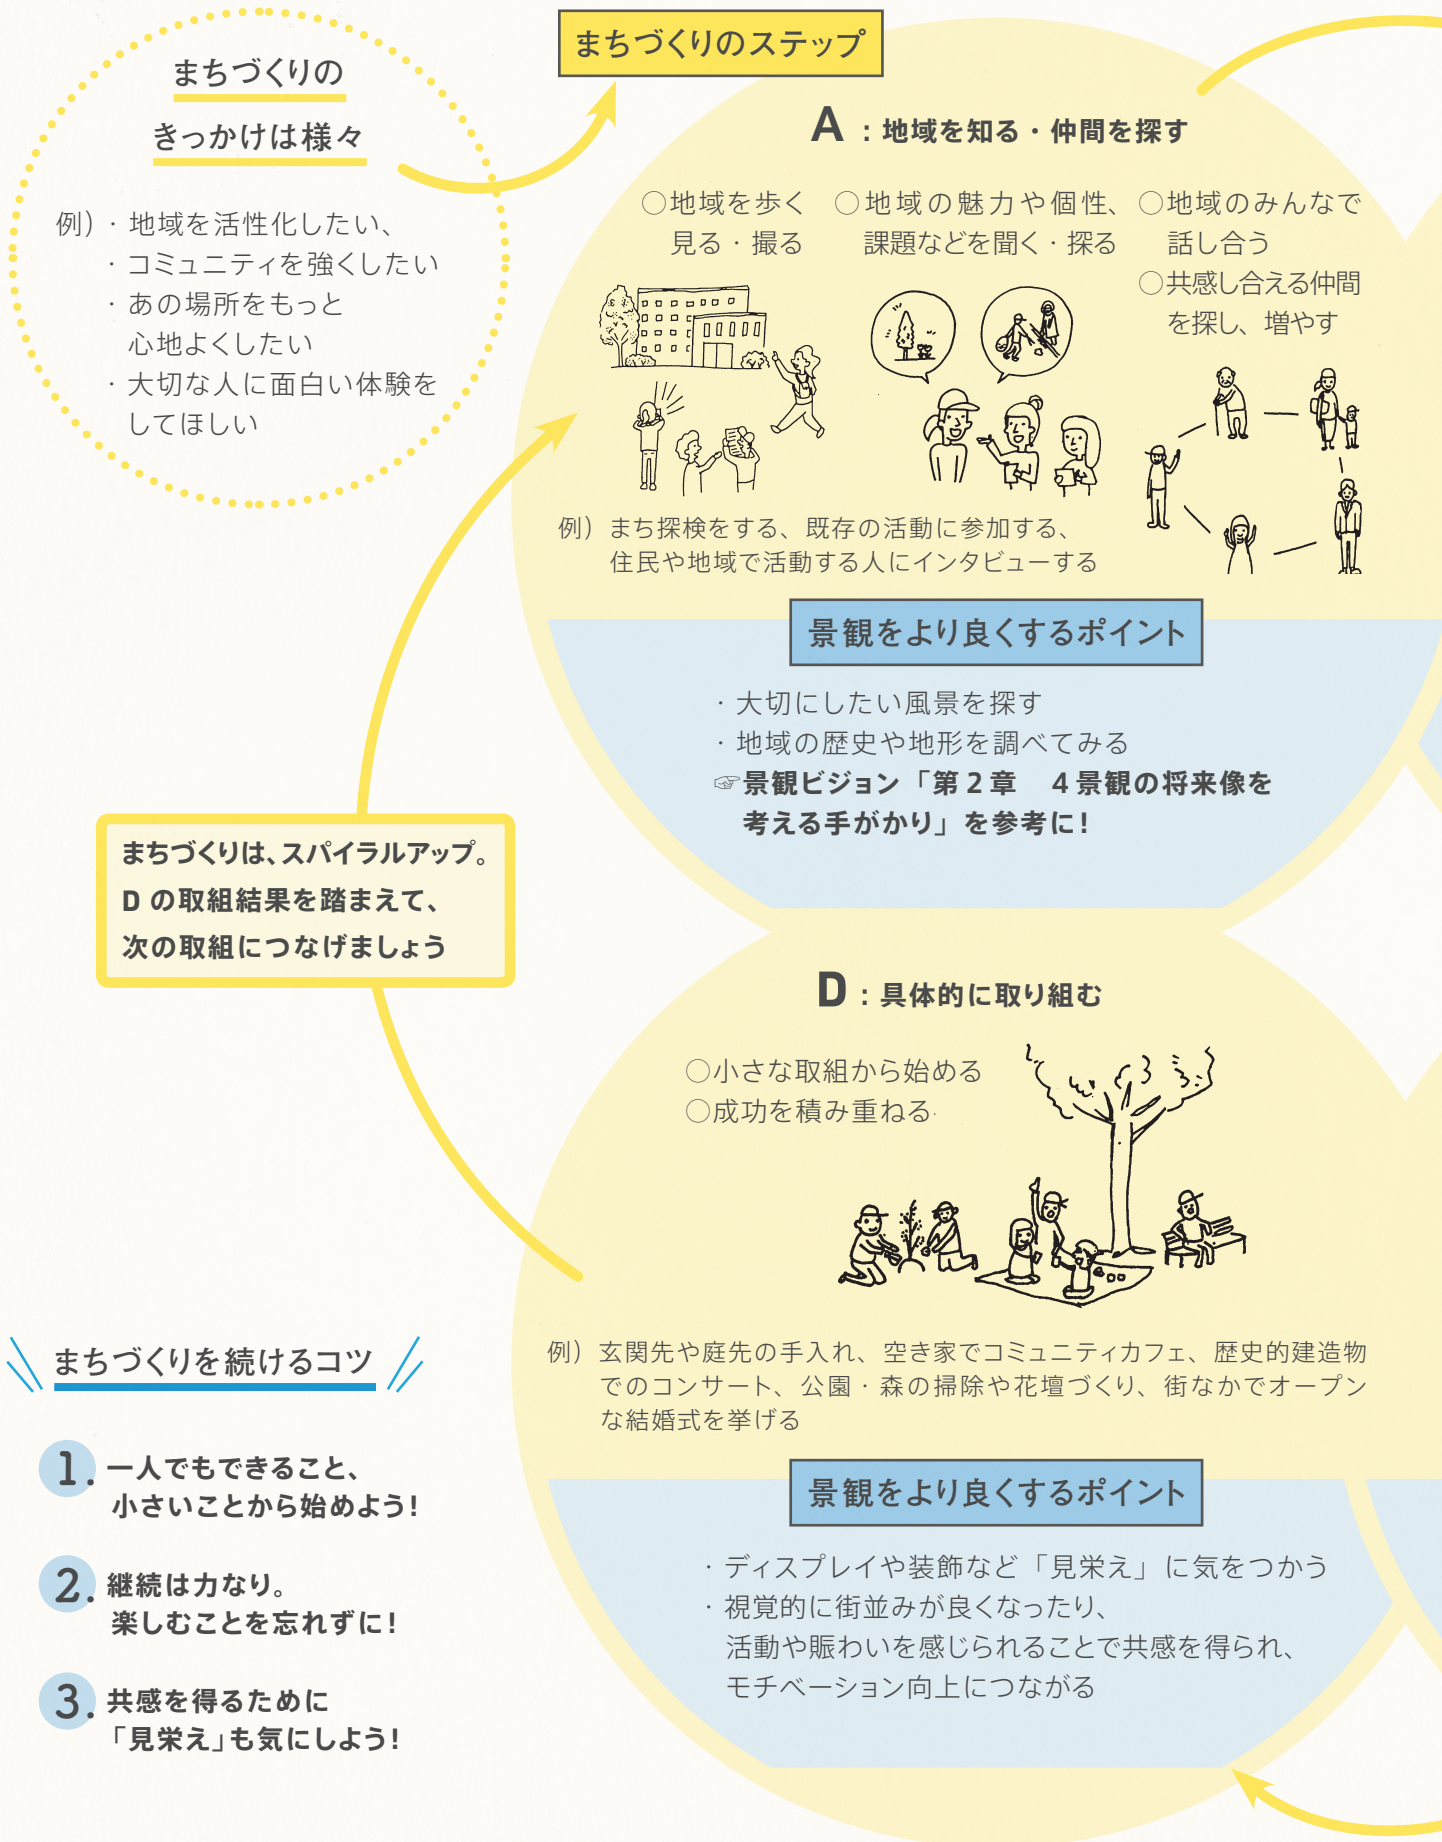 まちづくりの
きっかけは様々
例）・地域を活性化したい、
・コミュニティを強くしたい
・あの場所をもっと
心地よくしたい
・大切な人に面白い体験を
してほしい
まちづくりのステップ
A：地域を知る・仲間を探す
○地域を歩く
見る・撮る
○地域の魅力や個性、
課題などを聞く・探る
○地域のみんなで
話し合う
○共感し合える仲間
を探し、増やす
例）まち探検をする、既存の活動に参加する、
住民や地域で活動する人にインタビューする
景観をより良くするポイント
・大切にしたい風景を探す
・地域の歴史や地形を調べてみる
☞景観ビジョン「第２章　４景観の将来像を
考える手がかり」を参考に！
まちづくりは、スパイラルアップ。
D の取組結果を踏まえて、
次の取組につなげましょう
D：具体的に取り組む
○小さな取組から始める
○成功を積み重ねる
例）玄関先や庭先の手入れ、空き家でコミュニティカフェ、歴史的建造物
でのコンサート、公園・森の掃除や花壇づくり、街なかでオープン
な結婚式を挙げる
景観をより良くするポイント
・ディスプレイや装飾など「見栄え」に気をつかう
・視覚的に街並みが良くなったり、
活動や賑わいを感じられることで共感を得られ、
モチベーション向上につながる
まちづくりを続けるコツ
1. 一人でもできること、
小さいことから始めよう！
2. 継続は力なり。
楽しむことを忘れずに！
3. 共感を得るために
「見栄え」も気にしよう！